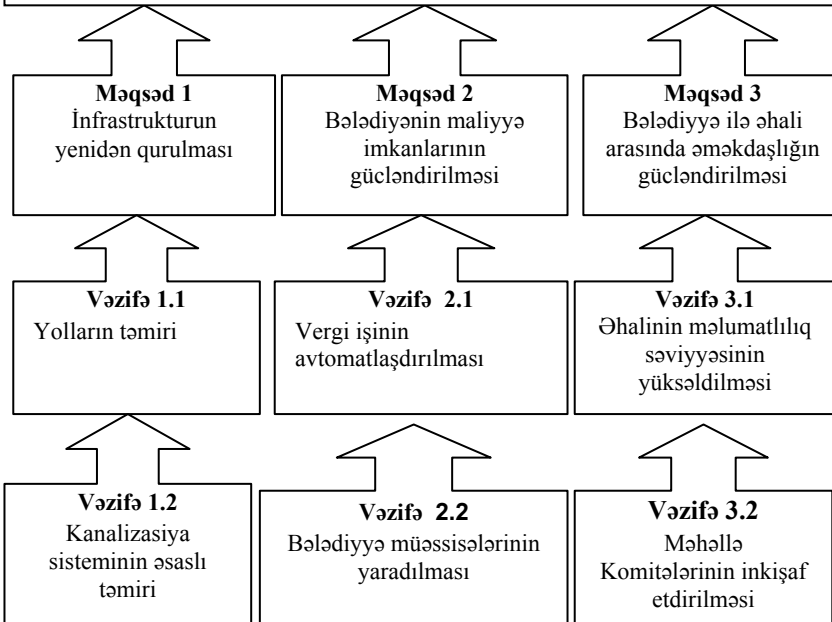 Məqsəd 1
İnfrastrukturun
yenidən qurulması
Məqsəd 2
Bələdiyənin maliyyə
imkanlarının
gücləndirilməsi
Məqsəd 3
Bələdiyyə ilə əhali
arasında əməkdaşlığın
gücləndirilməsi
Vəzifə 1.1
Yolların təmiri
Vəzifə 2.1
Vergi işinin
avtomatlaşdırılması
Vəzifə 3.1
Əhalinin məlumatlılıq
səviyyəsinin
yüksəldilməsi
Vəzifə 1.2
Kanalizasiya
sisteminin əsaslı
təmiri
Vəzifə 2.2
Bələdiyyə müəssisələrinin
yaradılması
Vəzifə 3.2
Məhəllə
Komitələrinin inkişaf
etdirilməsi